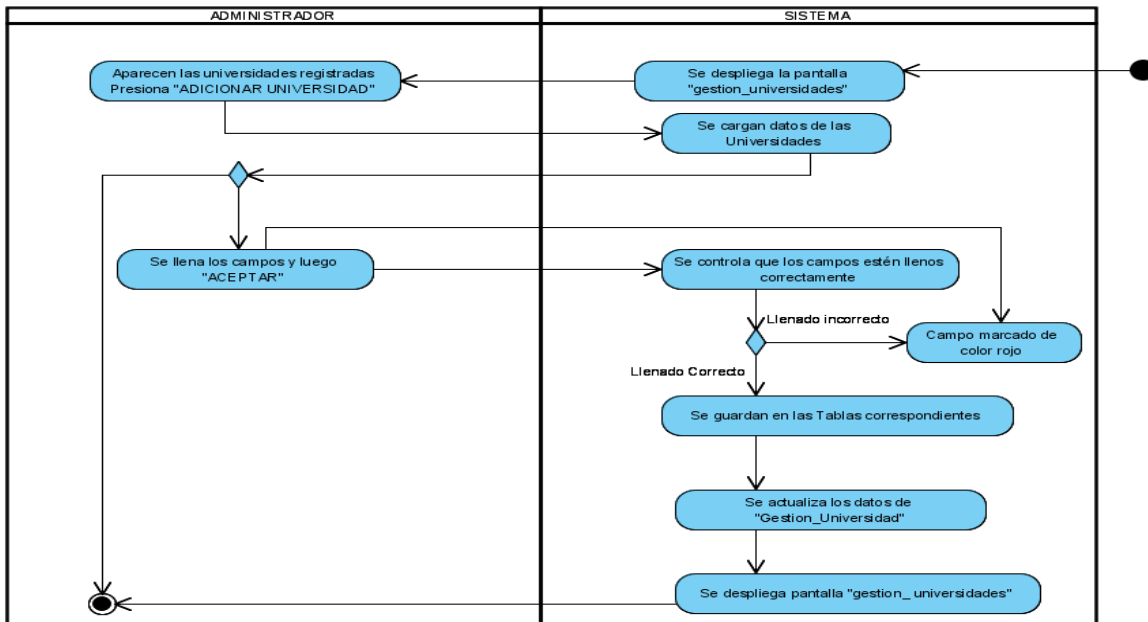 ADMINISTRADOR
SISTEMA
Aparecen las universidades registradas
Presiona "ADICIONAR UNIVERSIDAD"
Se despliega la pantalla
"gestion_universidades"
Se cargan datos de las
Universidades
Se llena los campos y luego
"ACEPTAR"
Se controla que los campos estén llenos
correctamente
Llenado incorrecto
Campo marcado de
color rojo
Llenado Correcto
Se guardan en las Tablas correspondientes
Se actualiza los datos de
"Gestion_Universidad"
Se despliega pantalla "gestion_ universidades"